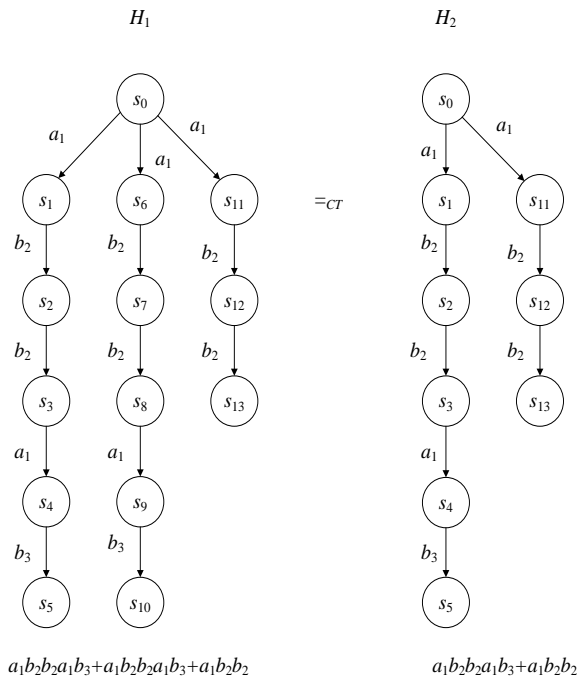 H₁ H₂
s₀ s₀
a₁ a₁ a₁ a₁ a₁
s₁ s₆ s₁₁ =CT s₁ s₁₁
b₂ b₂ b₂ b₂ b₂
s₂ s₇ s₁₂ s₂ s₁₂
b₂ b₂ b₂ b₂ b₂
s₃ s₈ s₁₃ s₃ s₁₃
a₁ a₁ a₁
s₄ s₉ s₄
b₃ b₃ b₃
s₅ s₁₀ s₅
a₁b₂b₂a₁b₃+a₁b₂b₂a₁b₃+a₁b₂b₂ a₁b₂b₂a₁b₃+a₁b₂b₂